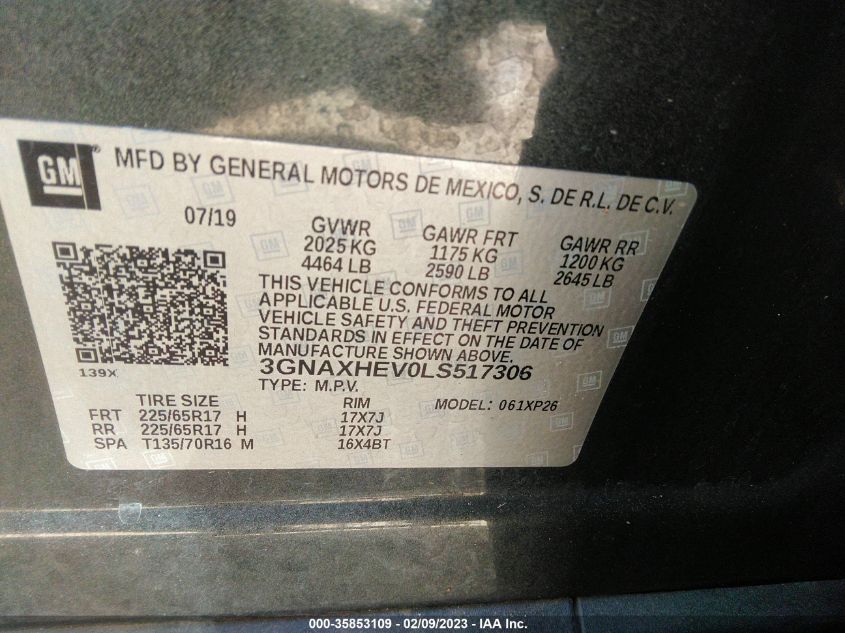 GM
MFD BY GENERAL MOTORS DE MEXICO, S. DE R.L. DE C.V.
07/19
GVWR
2025 KG
4464 LB
GAWR FRT
1175 KG
2590 LB
GAWR RR
1200 KG
2645 LB
THIS VEHICLE CONFORMS TO ALL
APPLICABLE U.S. FEDERAL MOTOR
VEHICLE SAFETY AND THEFT PREVENTION
STANDARDS IN EFFECT ON THE DATE OF
MANUFACTURE SHOWN ABOVE.
139X
3GNAXHEV0LS517306
TYPE: M.P.V.
MODEL: 061XP26
TIRE SIZE RIM
FRT 225/65R17 H 17X7J
RR 225/65R17 H 17X7J
SPA T135/70R16 M 16X4BT
000-35853109 - 02/09/2023 - IAA Inc.